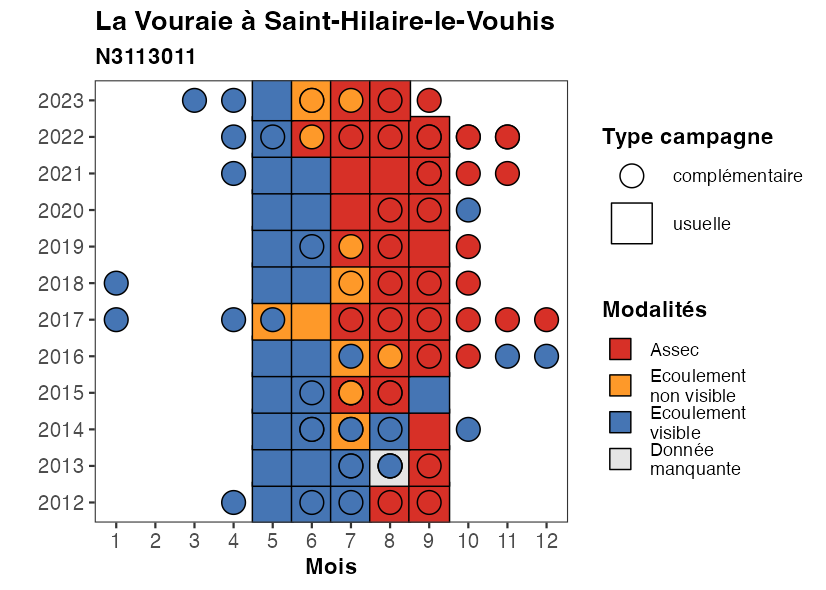 La Vouraie à Saint-Hilaire-le-Vouhis
N3113011
2023
2022
2021
2020
2019
2018
2017
2016
2015
2014
2013
2012
1 2 3 4 5 6 7 8 9 10 11 12
Mois
Type campagne
complémentaire
usuelle
Modalités
Assec
Ecoulement
non visible
Ecoulement
visible
Donnée
manquante